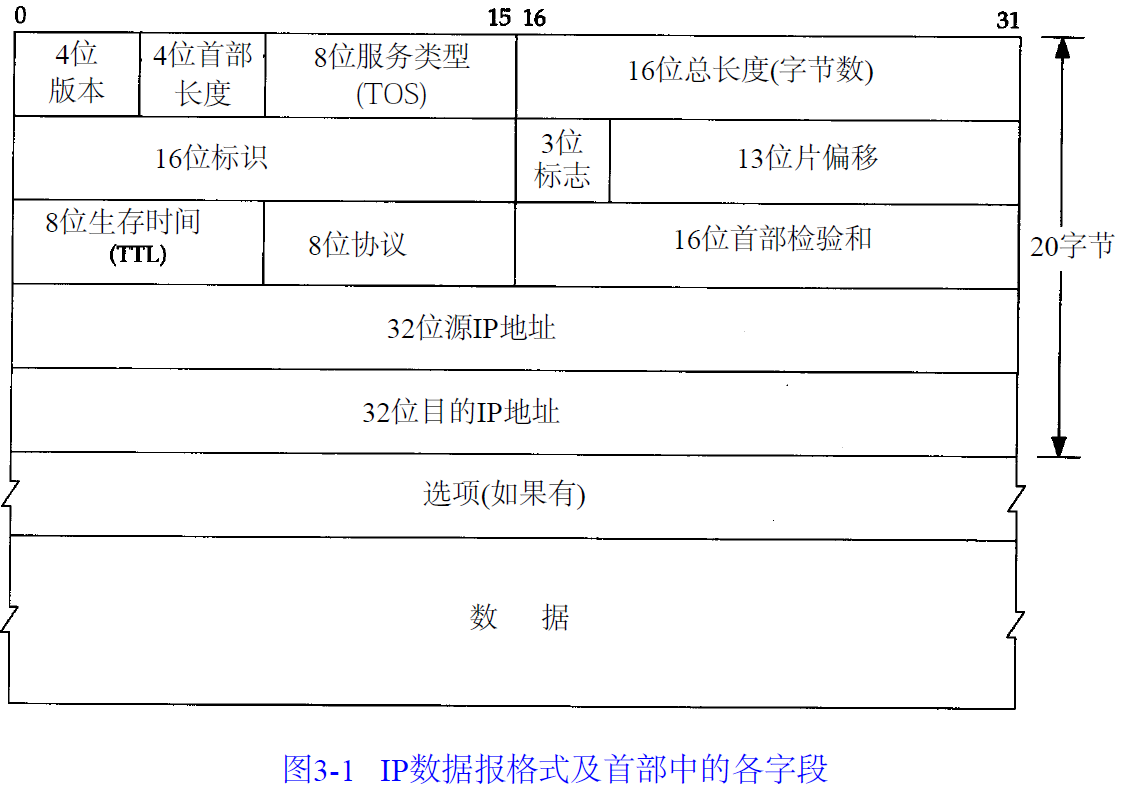 0 15 16 31
4位
版本
4位首部
长度
8位服务类型
(TOS)
16位总长度(字节数)
16位标识
3位
标志
13位片偏移
8位生存时间
(TTL)
8位协议
16位首部检验和
20字节
32位源IP地址
32位目的IP地址
选项(如果有)
数 据
图3-1 IP数据报格式及首部中的各字段